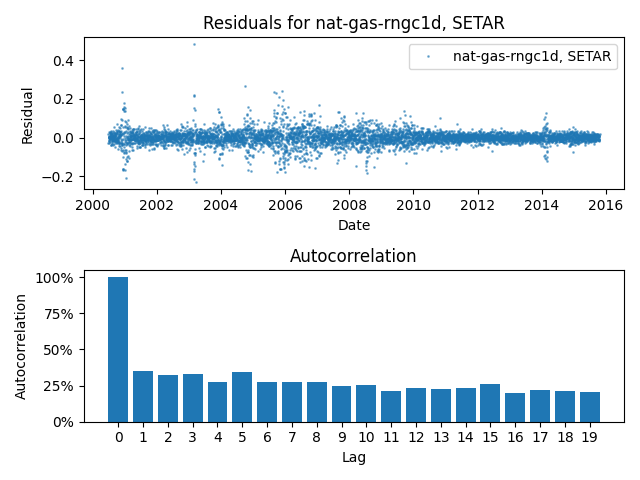 Residuals for nat-gas-rngc1d, SETAR
nat-gas-rngc1d, SETAR
Residual
0.4
0.2
0.0
−0.2
2000 2002 2004 2006 2008 2010 2012 2014 2016
Date
Autocorrelation
Autocorrelation
100%
75%
50%
25%
0%
0 1 2 3 4 5 6 7 8 9 10 11 12 13 14 15 16 17 18 19
Lag